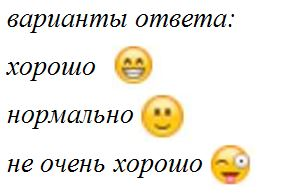 варианты ответа:
хорошо 😁
нормально 🙂
не очень хорошо 😜